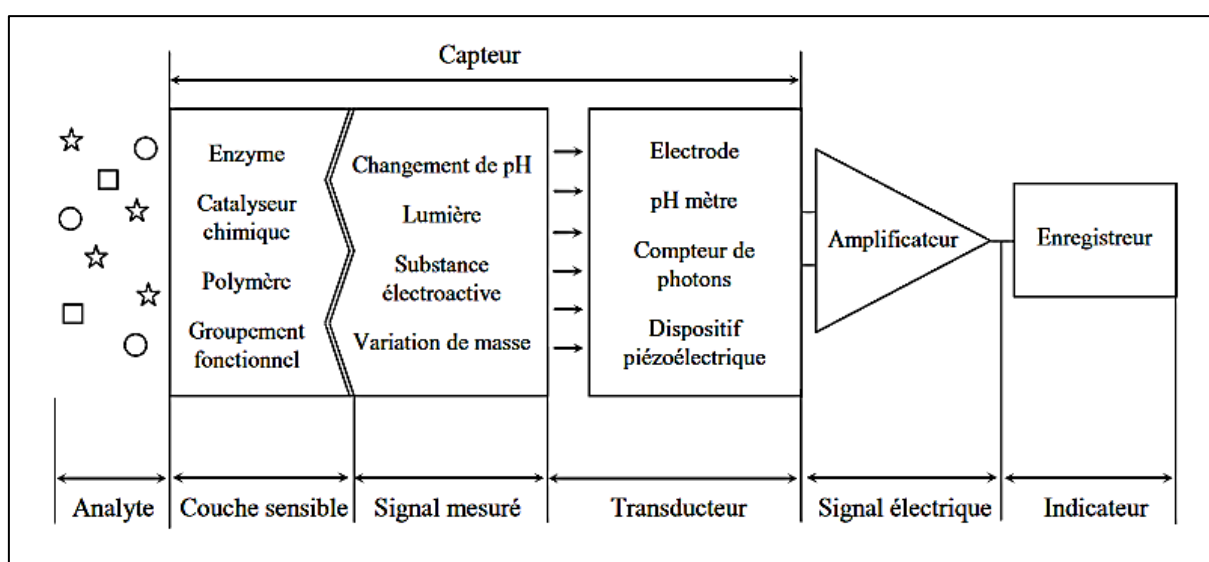 Capteur
Enzyme
Catalyseur
chimique
Polymère
Groupement
fonctionnel
Changement de pH
Lumière
Substance
électroactive
Variation de masse
Electrode
pH mètre
Compteur de
photons
Dispositif
piézoélectrique
Amplificateur
Enregistreur
Analyte
Couche sensible
Signal mesuré
Transducteur
Signal électrique
Indicateur